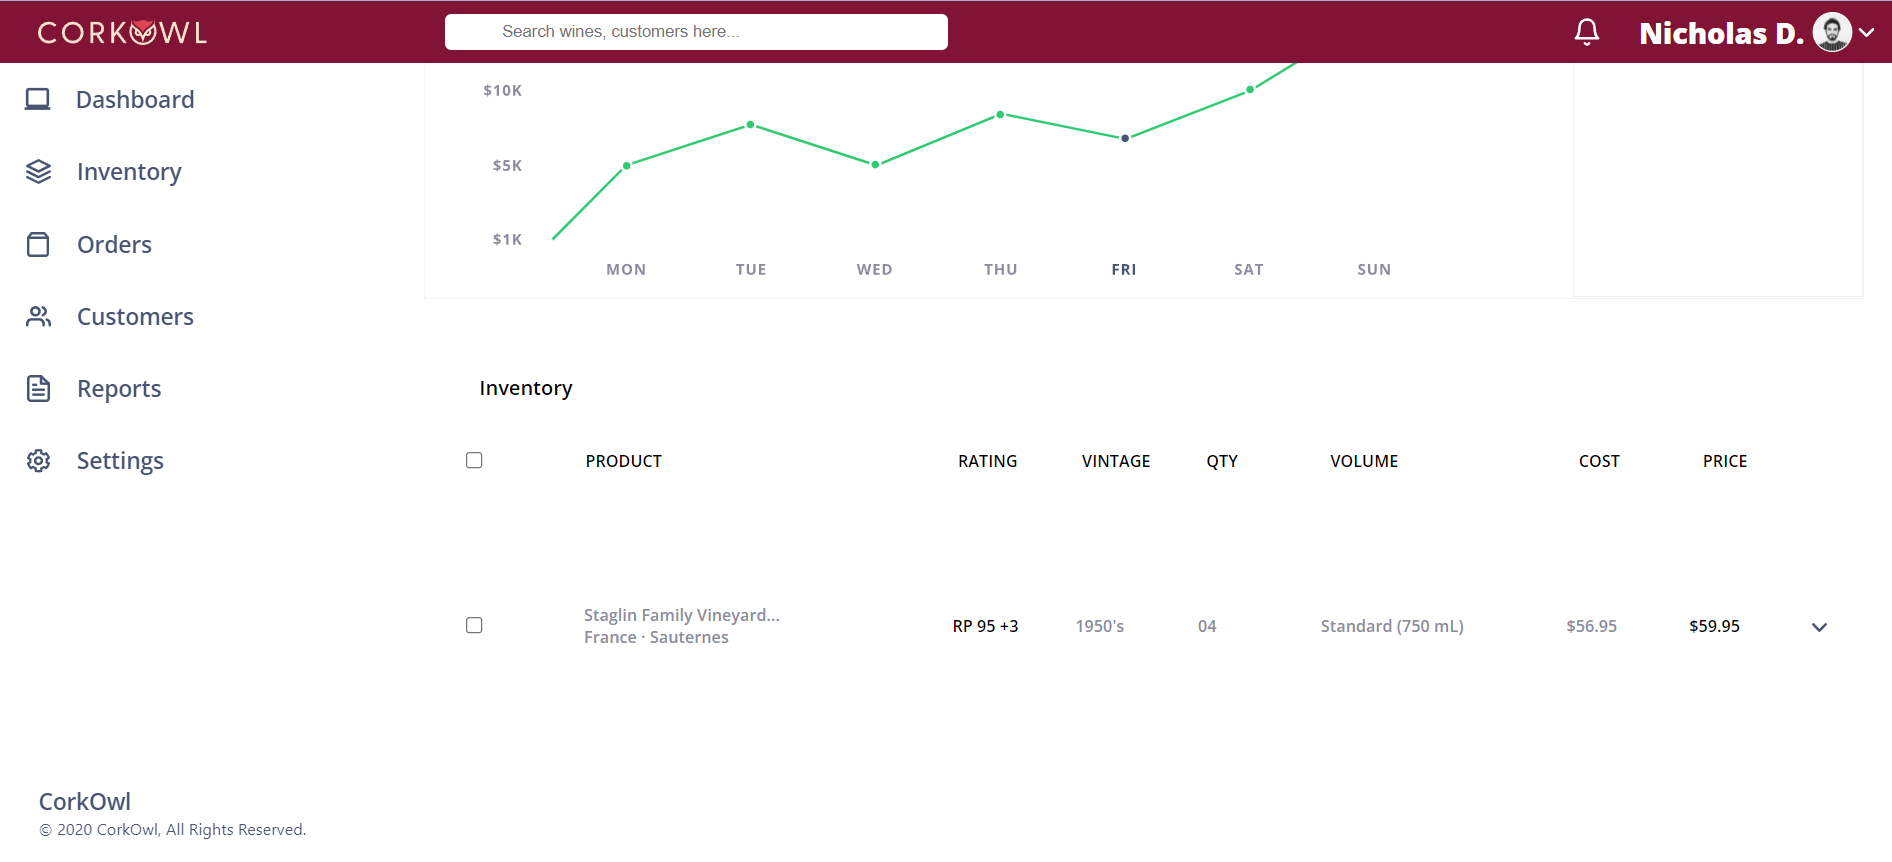 CORKOWL
Search wines, customers here...
Nicholas D.
Dashboard
Inventory
Orders
Customers
Reports
Settings
$10K
$5K
$1K
MON TUE WED THU FRI SAT SUN
Inventory
PRODUCT RATING VINTAGE QTY VOLUME COST PRICE
Staglin Family Vineyard...
France · Sauternes
RP 95 +3 1950's 04 Standard (750 mL) $56.95 $59.95
CorkOwl
© 2020 CorkOwl, All Rights Reserved.